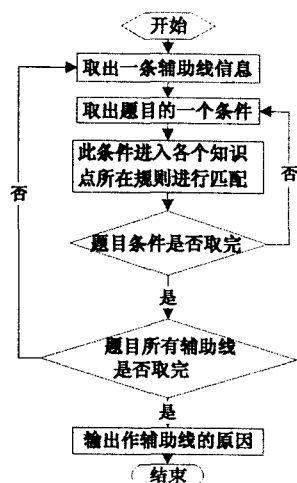 开始
取出一条辅助线信息
取出题目的一个条件
此条件进入各个知识
点所在规则进行匹配
否
否
题目条件是否取完
是
题目所有辅助线
是否取完
是
输出作辅助线的原因
结束